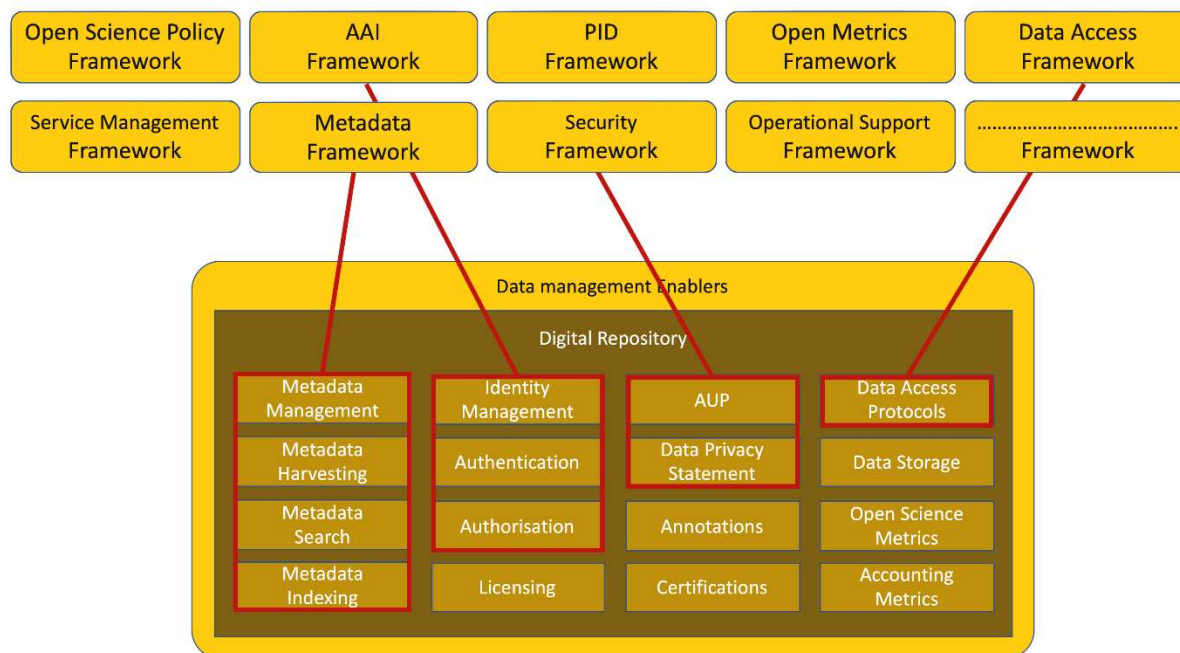 Open Science Policy
Framework
AAI
Framework
PID
Framework
Open Metrics
Framework
Data Access
Framework
Service Management
Framework
Metadada
Framework
Security
Framework
Operational Support
Framework
........................................
Framework
Data management Enablers
Digital Repository
Metadata
Management
Identity
Management
AUP
Data Access
Protocols
Metadata
Harvesting
Authentication
Data Privacy
Statement
Data Storage
Metadata
Search
Authorisation
Annotations
Open Science
Metrics
Metadata
Indexing
Licensing
Certifications
Accounting
Metrics